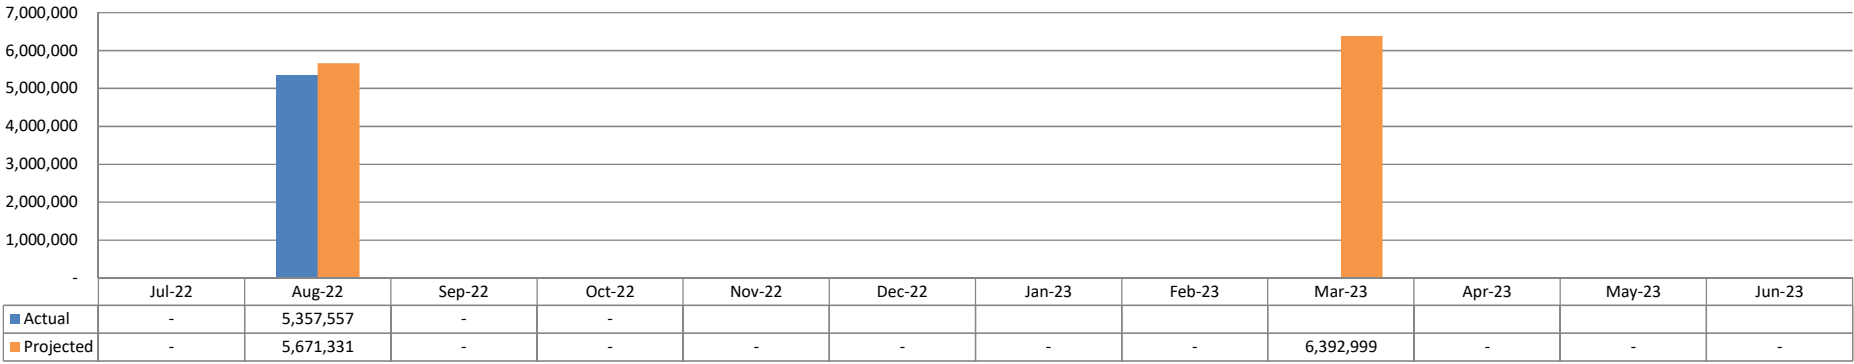 7,000,000
6,000,000
5,000,000
4,000,000
3,000,000
2,000,000
1,000,000
-
Jul-22 Aug-22 Sep-22 Oct-22 Nov-22 Dec-22 Jan-23 Feb-23 Mar-23 Apr-23 May-23 Jun-23
Actual - 5,357,557 - -
Projected - 5,671,331 - - - - - - 6,392,999 - - -